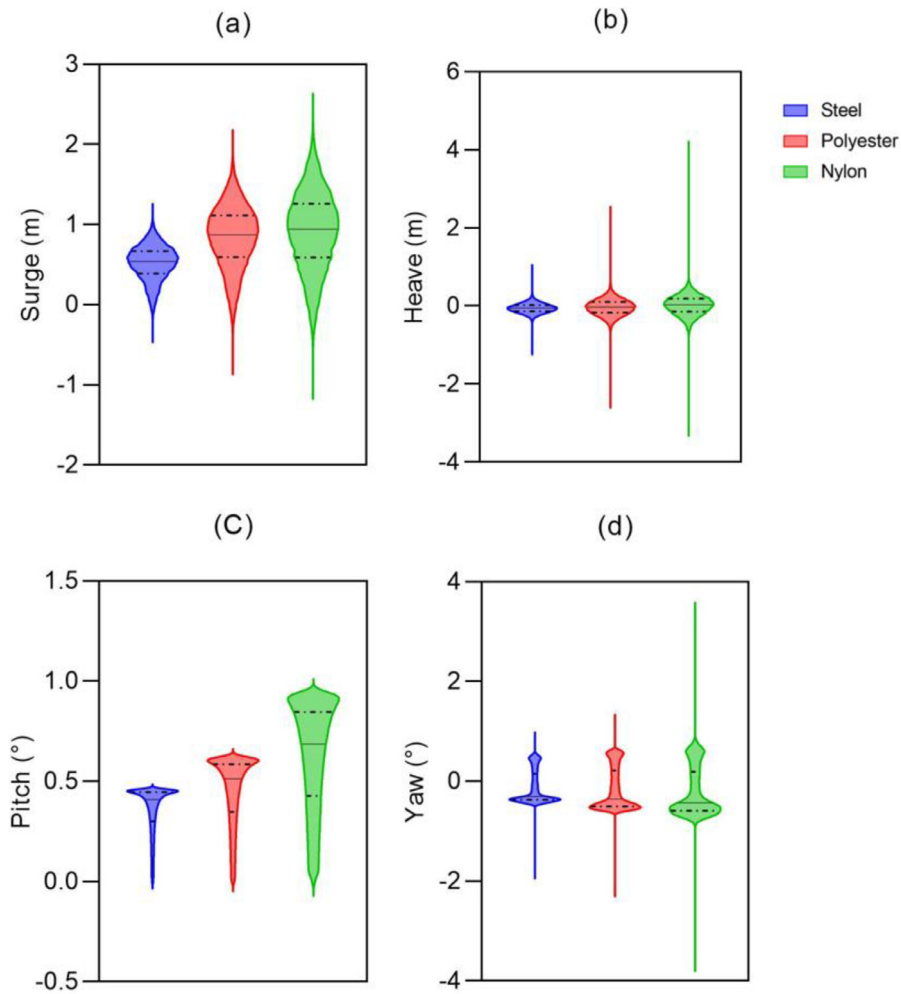 (a)
3
2
1
0
-1
-2
Surge (m)
(b)
6
4
2
0
-2
-4
Heave (m)
Steel
Polyester
Nylon
(C)
1.5
1.0
0.5
0.0
-0.5
Pitch (°)
(d)
4
2
0
-2
-4
Yaw (°)